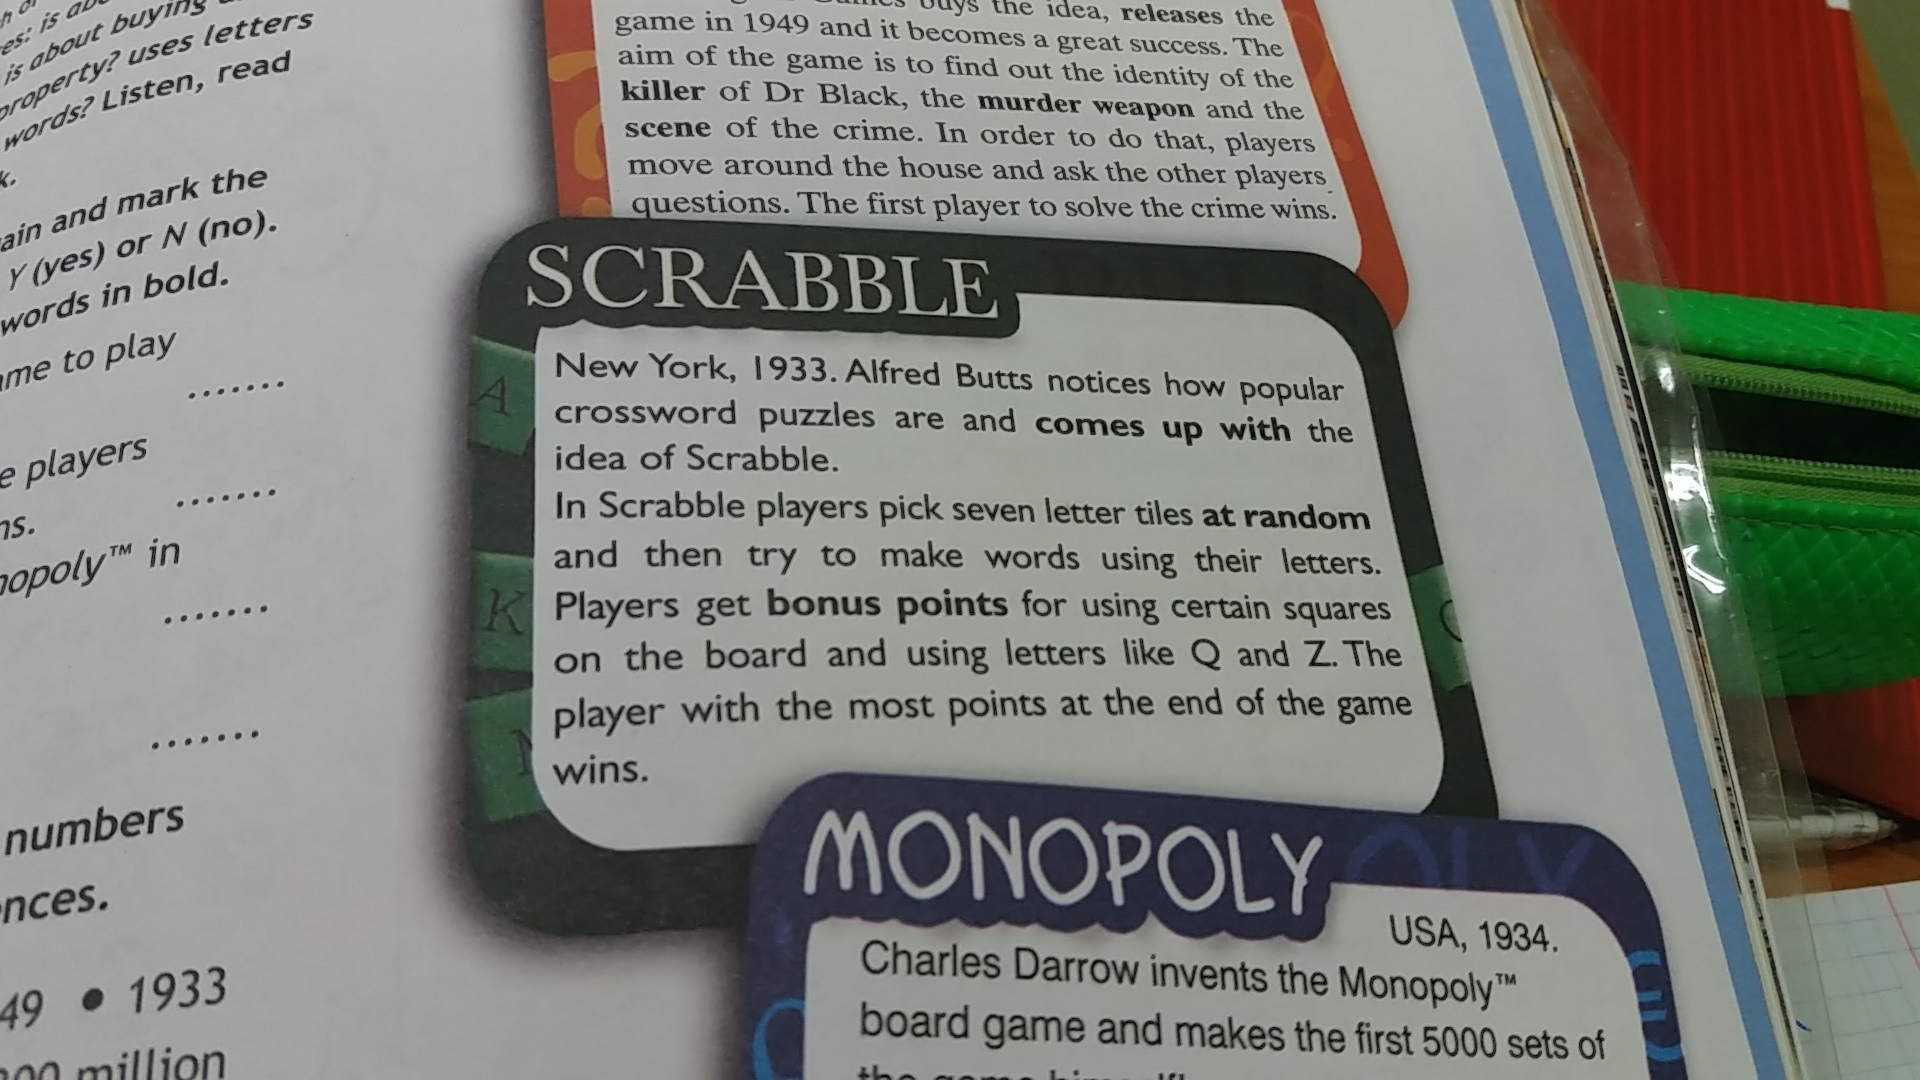 is about buying
property? uses letters
words? Listen, read
and mark the
Y (yes) or N (no).
words in bold.
to play
.......
players
.......
in
.......
.......
numbers
1933
million
buys the idea, releases the
game in 1949 and it becomes a great success. The
aim of the game is to find out the identity of the
killer of Dr Black, the murder weapon and the
scene of the crime. In order to do that, players
move around the house and ask the other players
questions. The first player to solve the crime wins.
SCRABBLE
New York, 1933. Alfred Butts notices how popular
crossword puzzles are and comes up with the
idea of Scrabble.
In Scrabble players pick seven letter tiles at random
and then try to make words using their letters.
Players get bonus points for using certain squares
on the board and using letters like Q and Z. The
player with the most points at the end of the game
wins.
A
K
MONOPOLY
USA, 1934.
Charles Darrow invents the Monopoly™
board game and makes the first 5000 sets of